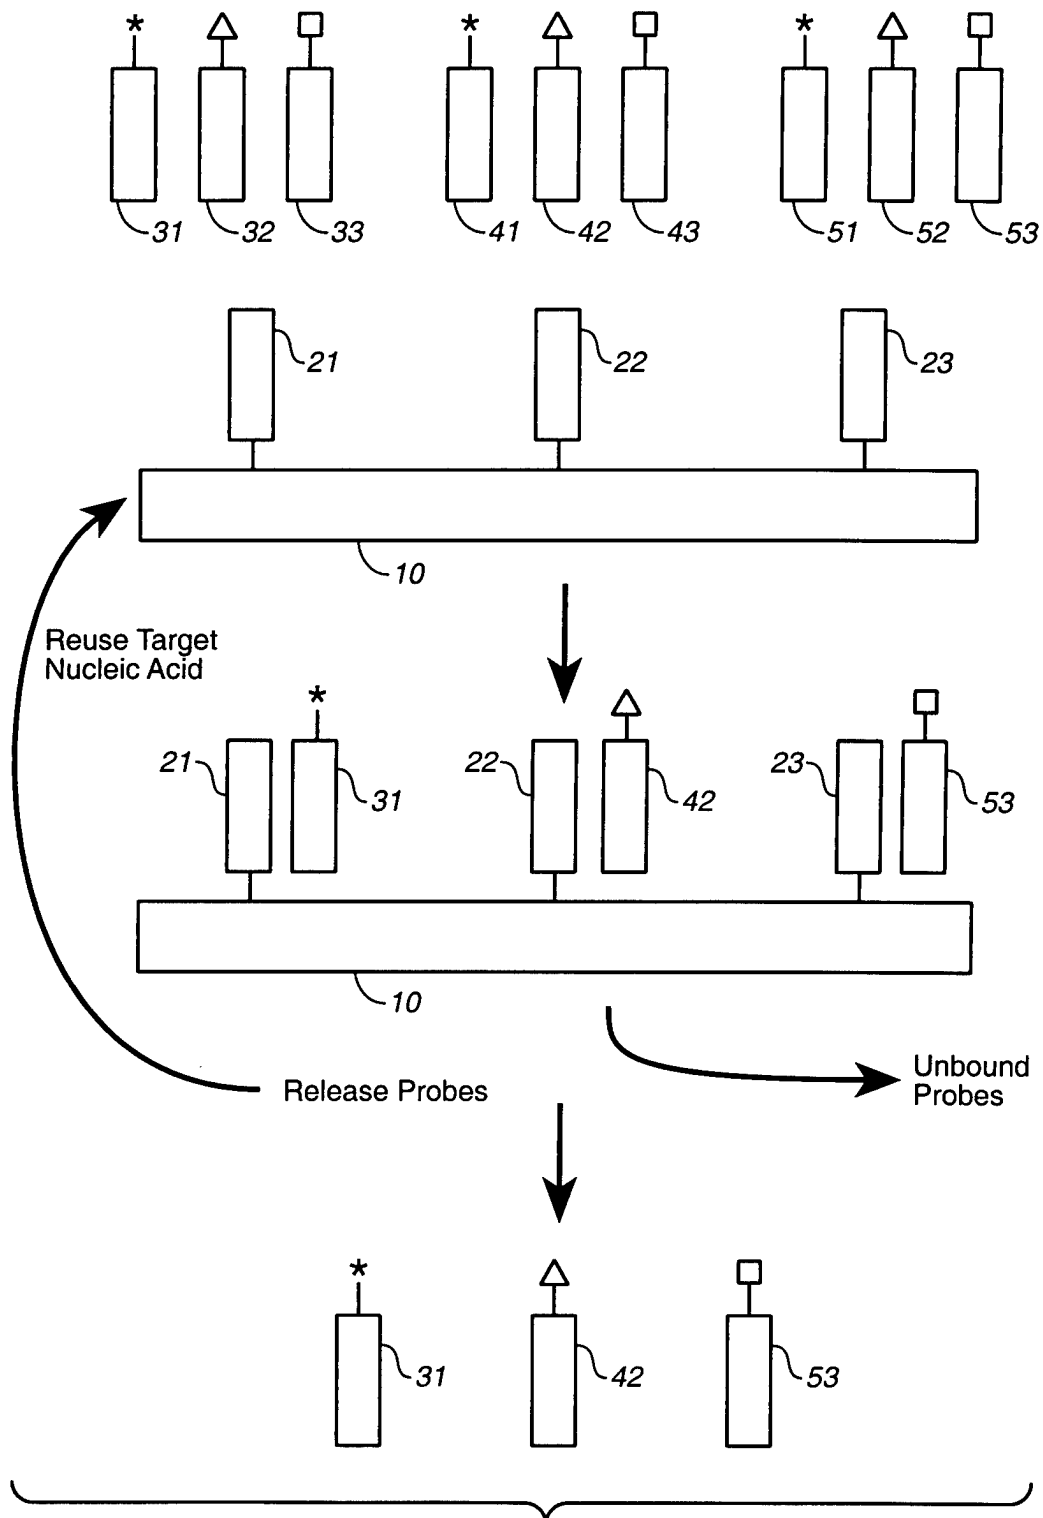 * * *
31 32 33 41 42 43 51 52 53
21 22 23
10
Reuse Target
Nucleic Acid
*
21 31 22 42 23 53
10
Release Probes
Unbound
Probes
*
31 42 53